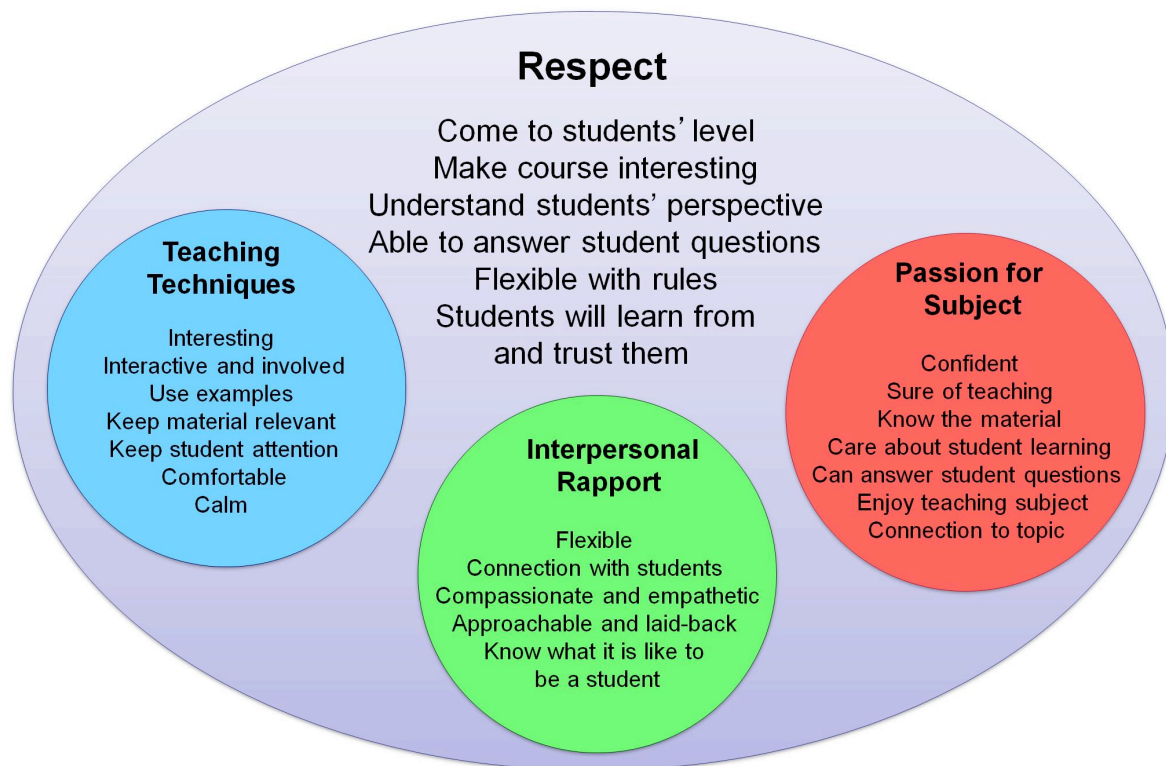 Respect
Come to students’ level
Make course interesting
Understand students’ perspective
Able to answer student questions
Flexible with rules
Students will learn from
and trust them
Teaching
Techniques
Interesting
Interactive and involved
Use examples
Keep material relevant
Keep student attention
Comfortable
Calm
Interpersonal
Rapport
Flexible
Connection with students
Compassionate and empathetic
Approachable and laid-back
Know what it is like to
be a student
Passion for
Subject
Confident
Sure of teaching
Know the material
Care about student learning
Can answer student questions
Enjoy teaching subject
Connection to topic